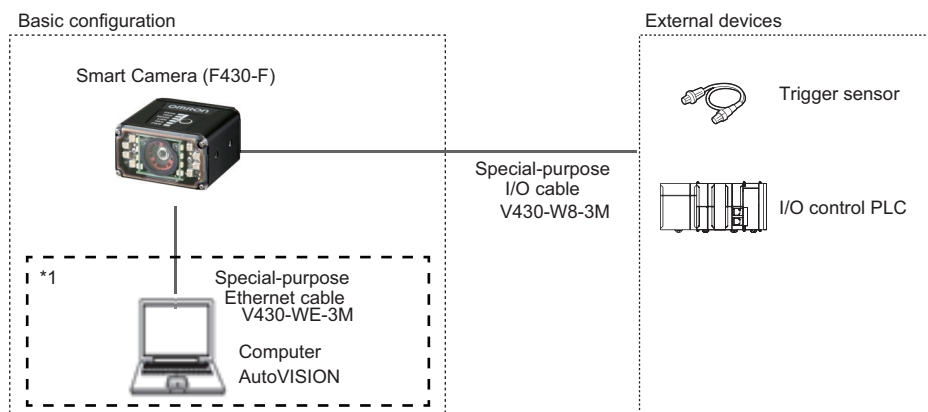 Basic configuration
External devices
Smart Camera (F430-F)
OMRON
Trigger sensor
Special-purpose
I/O cable
V430-W8-3M
I/O control PLC
*1
Special-purpose
Ethernet cable
V430-WE-3M
Computer
AutoVISION